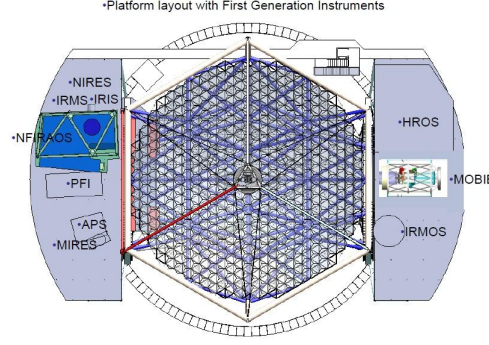 •Platform layout with First Generation Instruments
•NIRES
•IRMS •IRIS
•NFIRAOS
•PFI
•APS
•MIRES
•HROS
•MOBIE
•IRMOS